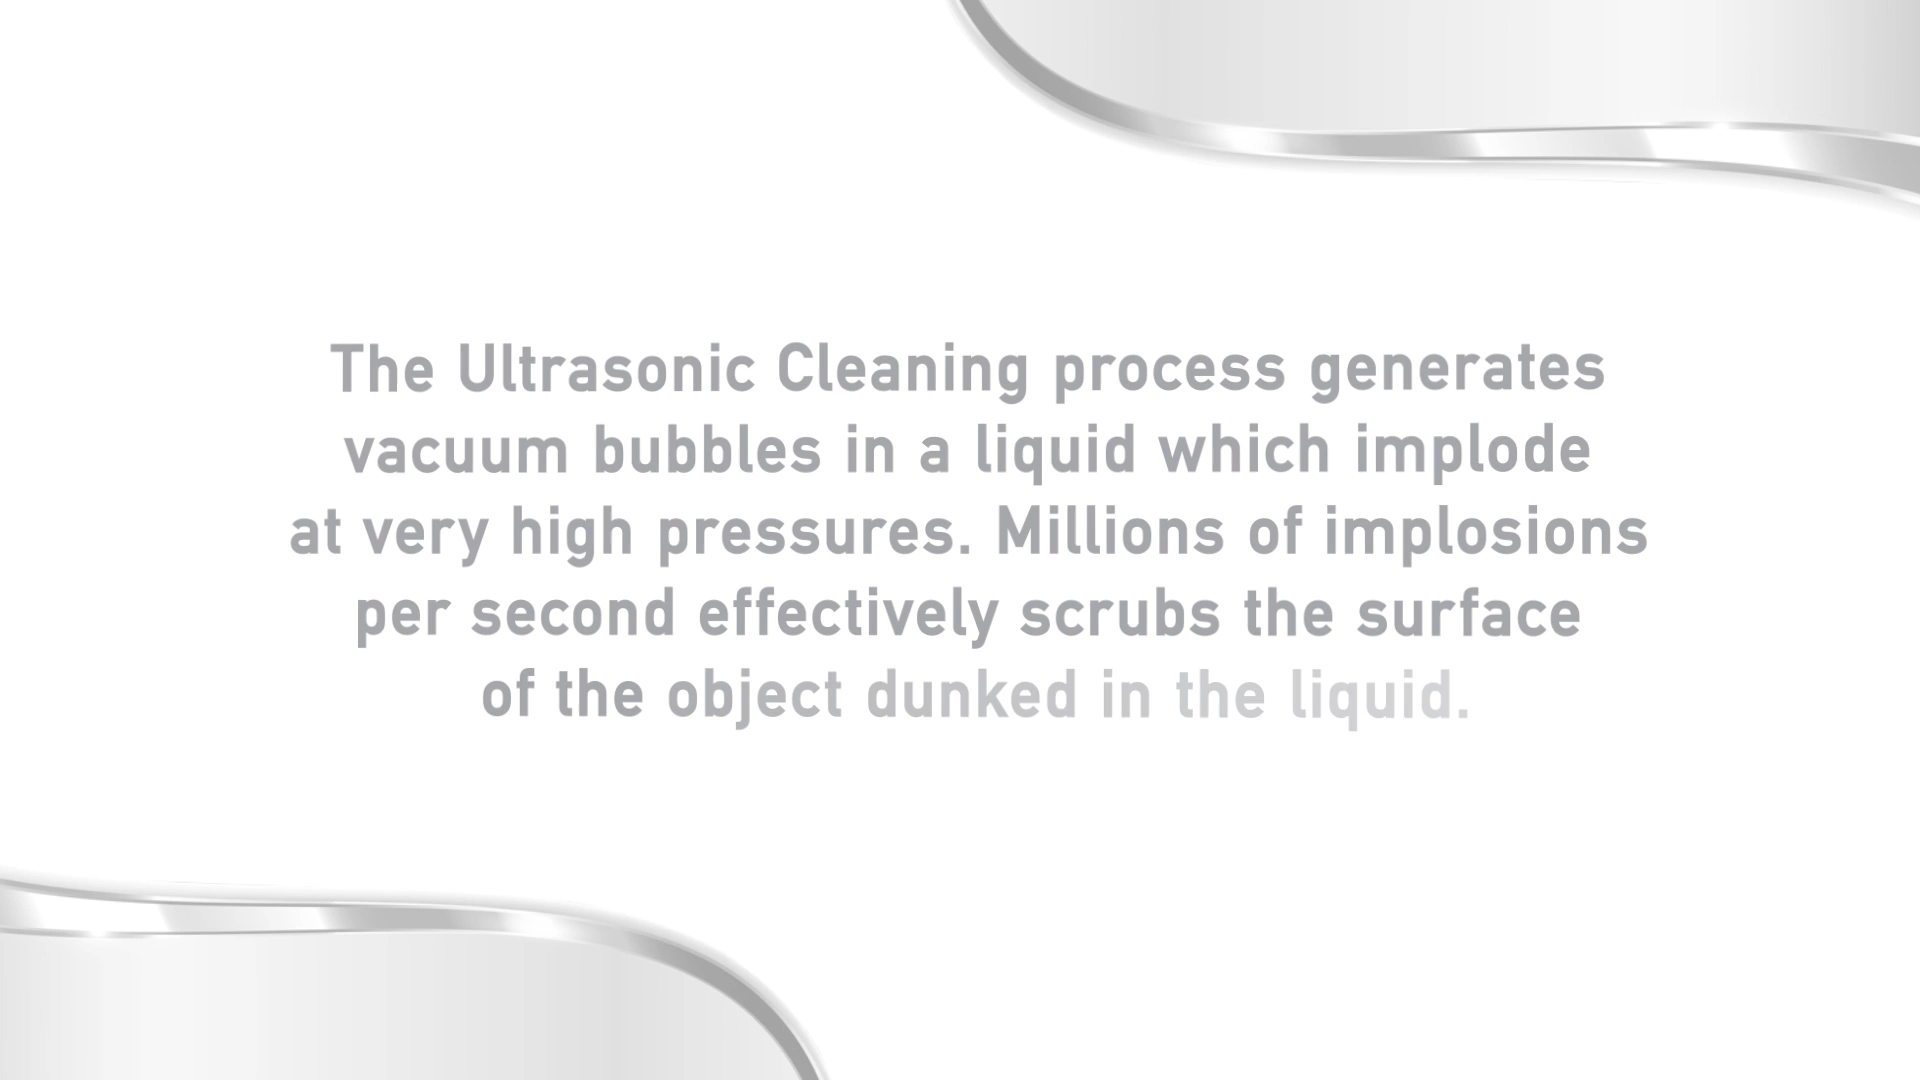 The Ultrasonic Cleaning process generates
vacuum bubbles in a liquid which implode
at very high pressures. Millions of implosions
per second effectively scrubs the surface
of the object dunked in the liquid.